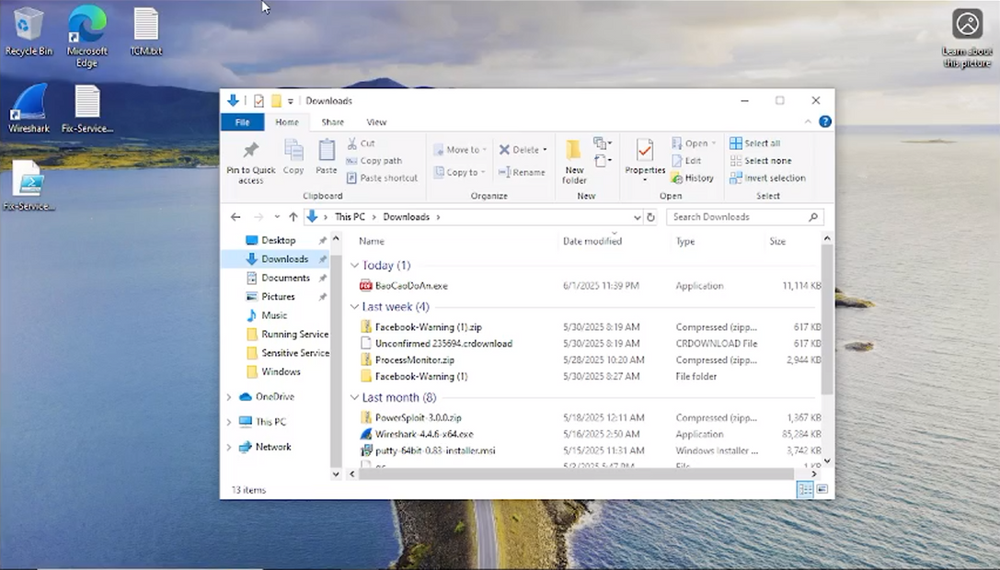 Recycle Bin
Microsoft
Edge
TCM.txt
Learn about
this picture
Wireshark
Fix-Service...
Fix-Service...
Downloads
File
Home
Share
View
Pin to Quick
access
Copy
Paste
Cut
Copy path
Paste shortcut
Clipboard
Move to
Copy to
Delete
Rename
Organize
New
folder
New
Properties
Open
Edit
History
Open
Select all
Select none
Invert selection
Select
This PC > Downloads >
Search Downloads
Desktop
Downloads
Documents
Pictures
Music
Running Service
Sensitive Service
Windows
OneDrive
This PC
Network
Name Date modified Type Size
Today (1)
PDF
BaoCaoDoAn.exe 6/1/2025 11:39 PM Application 11,114 KB
Last week (4)
Facebook-Warning (1).zip 5/30/2025 8:19 AM Compressed (zipp... 617 KB
Unconfirmed 235694.crdownload 5/30/2025 8:19 AM CRDOWNLOAD File 617 KB
ProcessMonitor.zip 5/28/2025 10:20 AM Compressed (zipp... 2,944 KB
Facebook-Warning (1) 5/30/2025 8:27 AM File folder
Last month (8)
PowerSploit-3.0.0.zip 5/18/2025 12:11 AM Compressed (zipp... 1,367 KB
Wireshark-4.4.6-x64.exe 5/16/2025 2:50 AM Application 85,284 KB
putty-64bit-0.83-installer.msi 5/15/2025 11:31 AM Windows Installer ... 3,742 KB
13 items